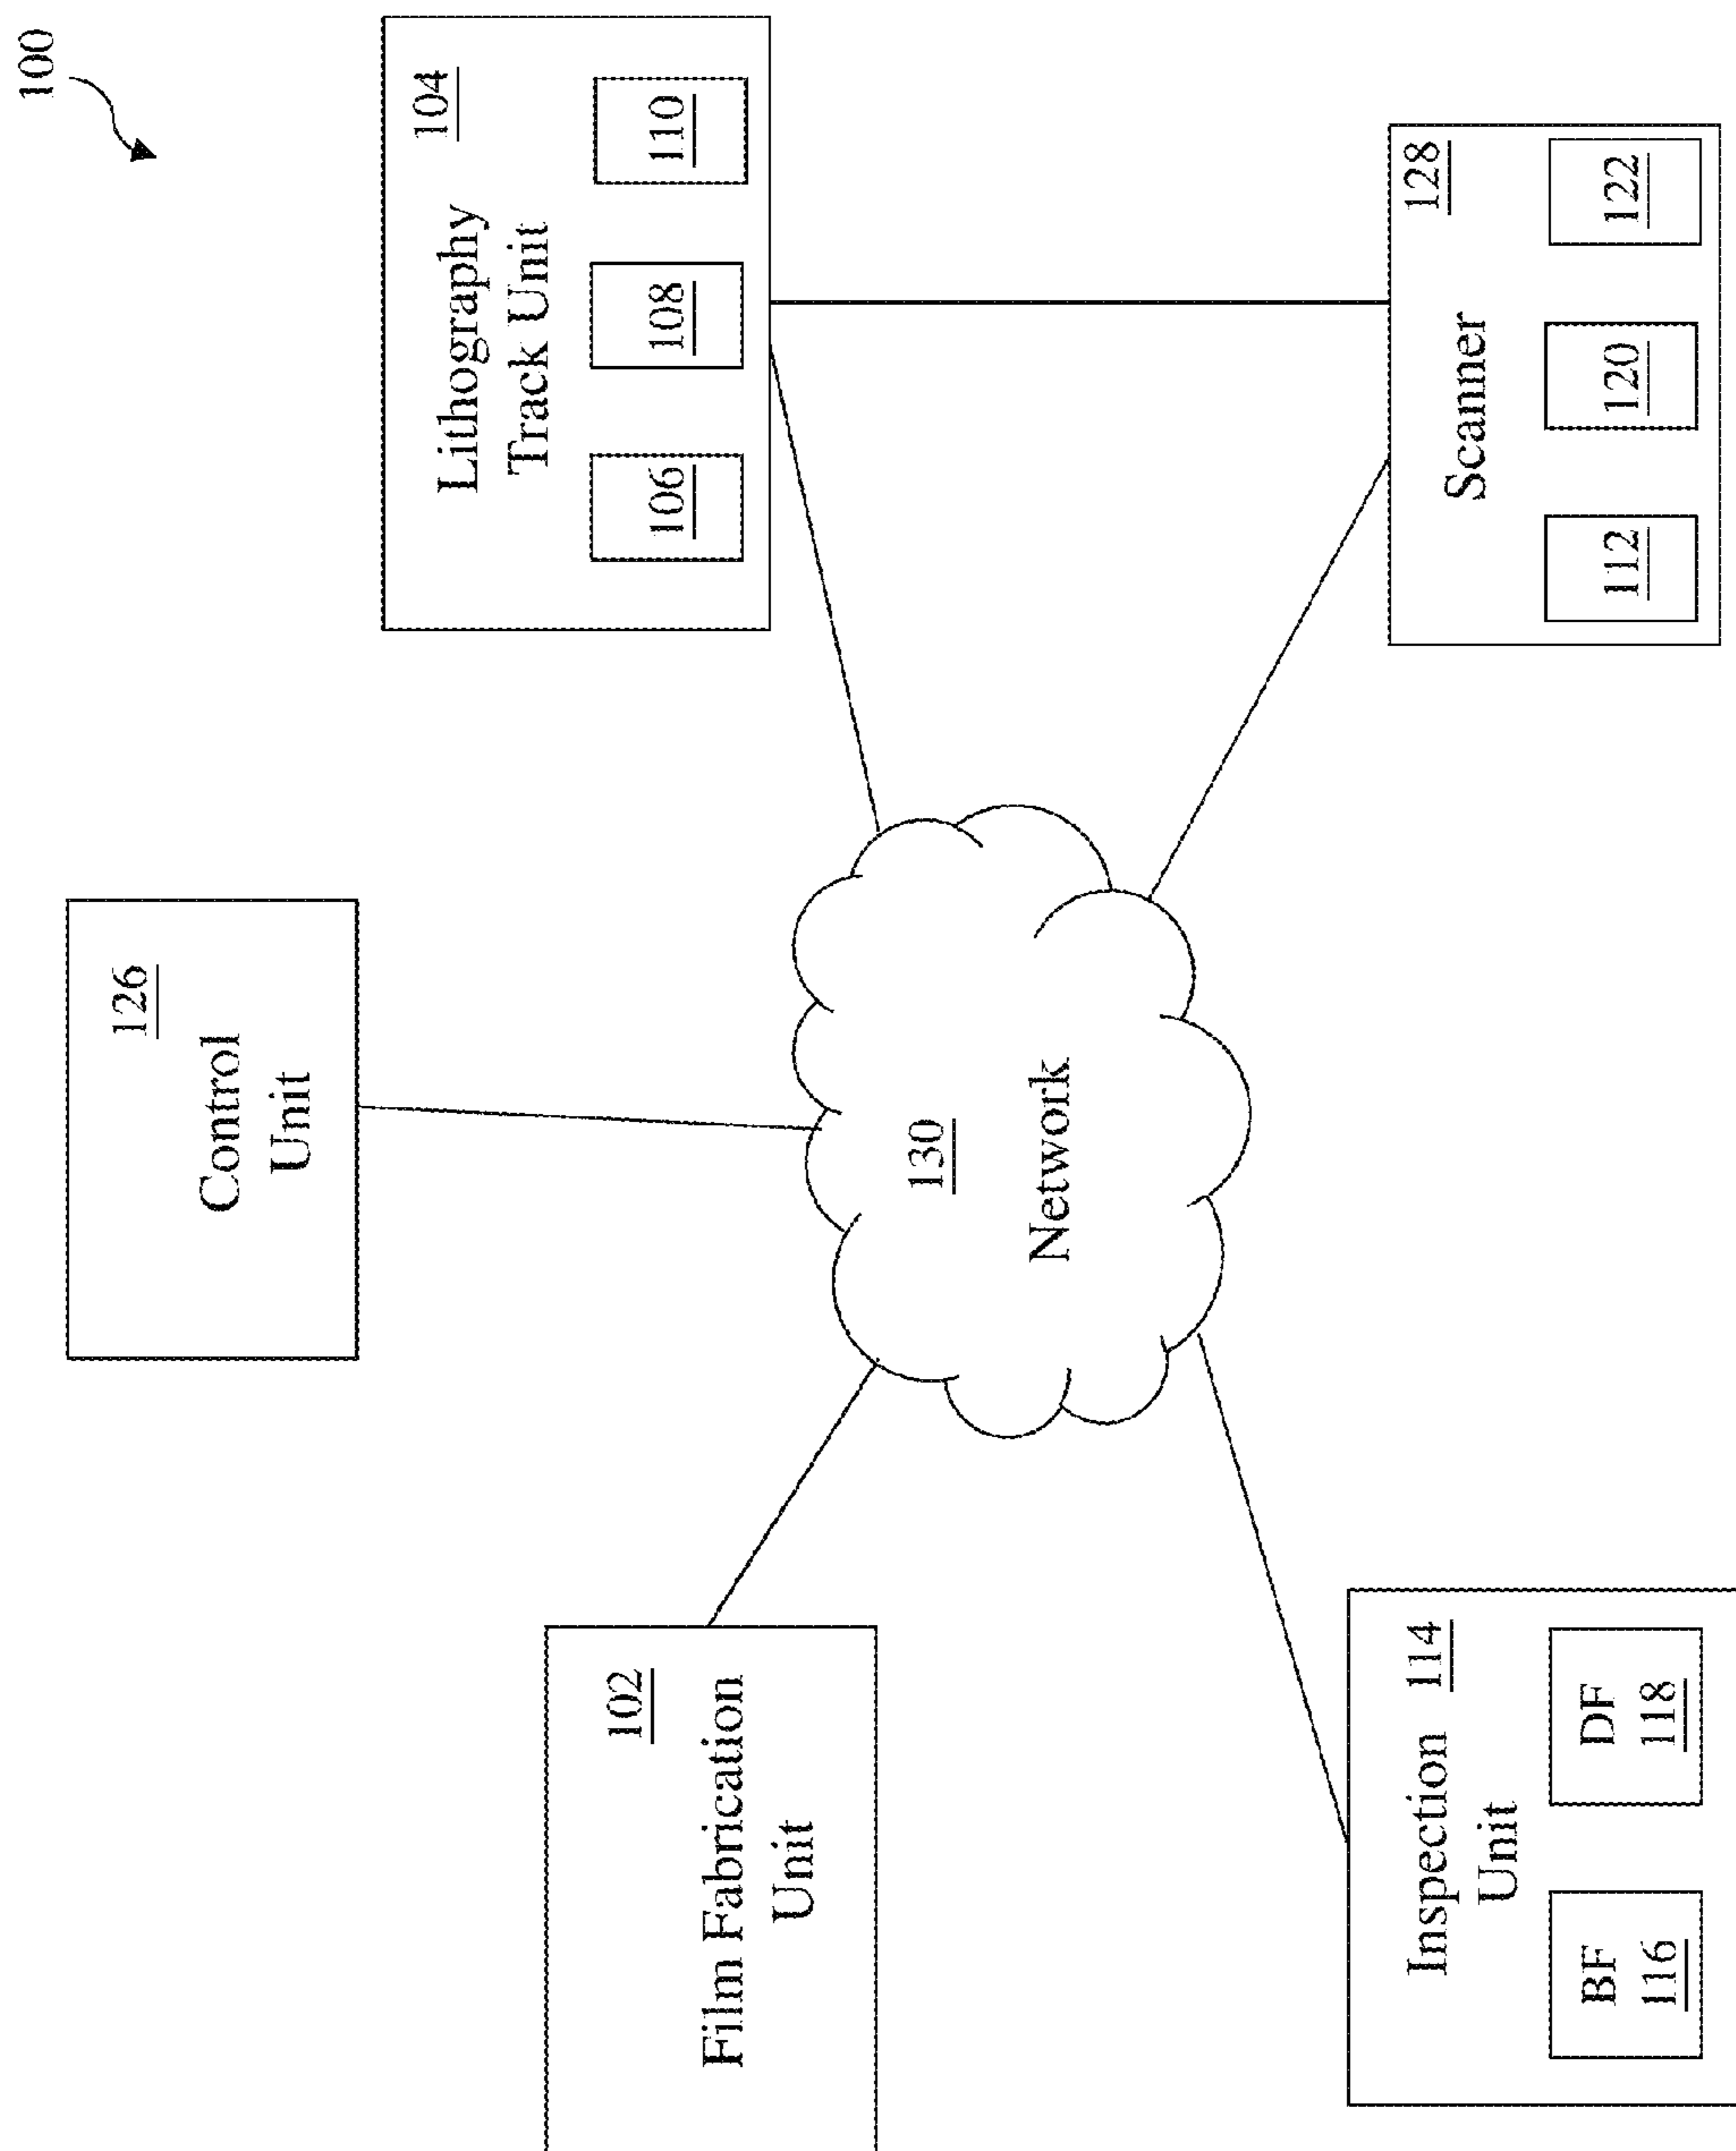 100
126
Control
Unit
102
Film Fabrication
Unit
104
Lithography
Track Unit
106
108
110
130
Network
Inspection 114
Unit
BF
116
DF
118
128
Scanner
112
120
122